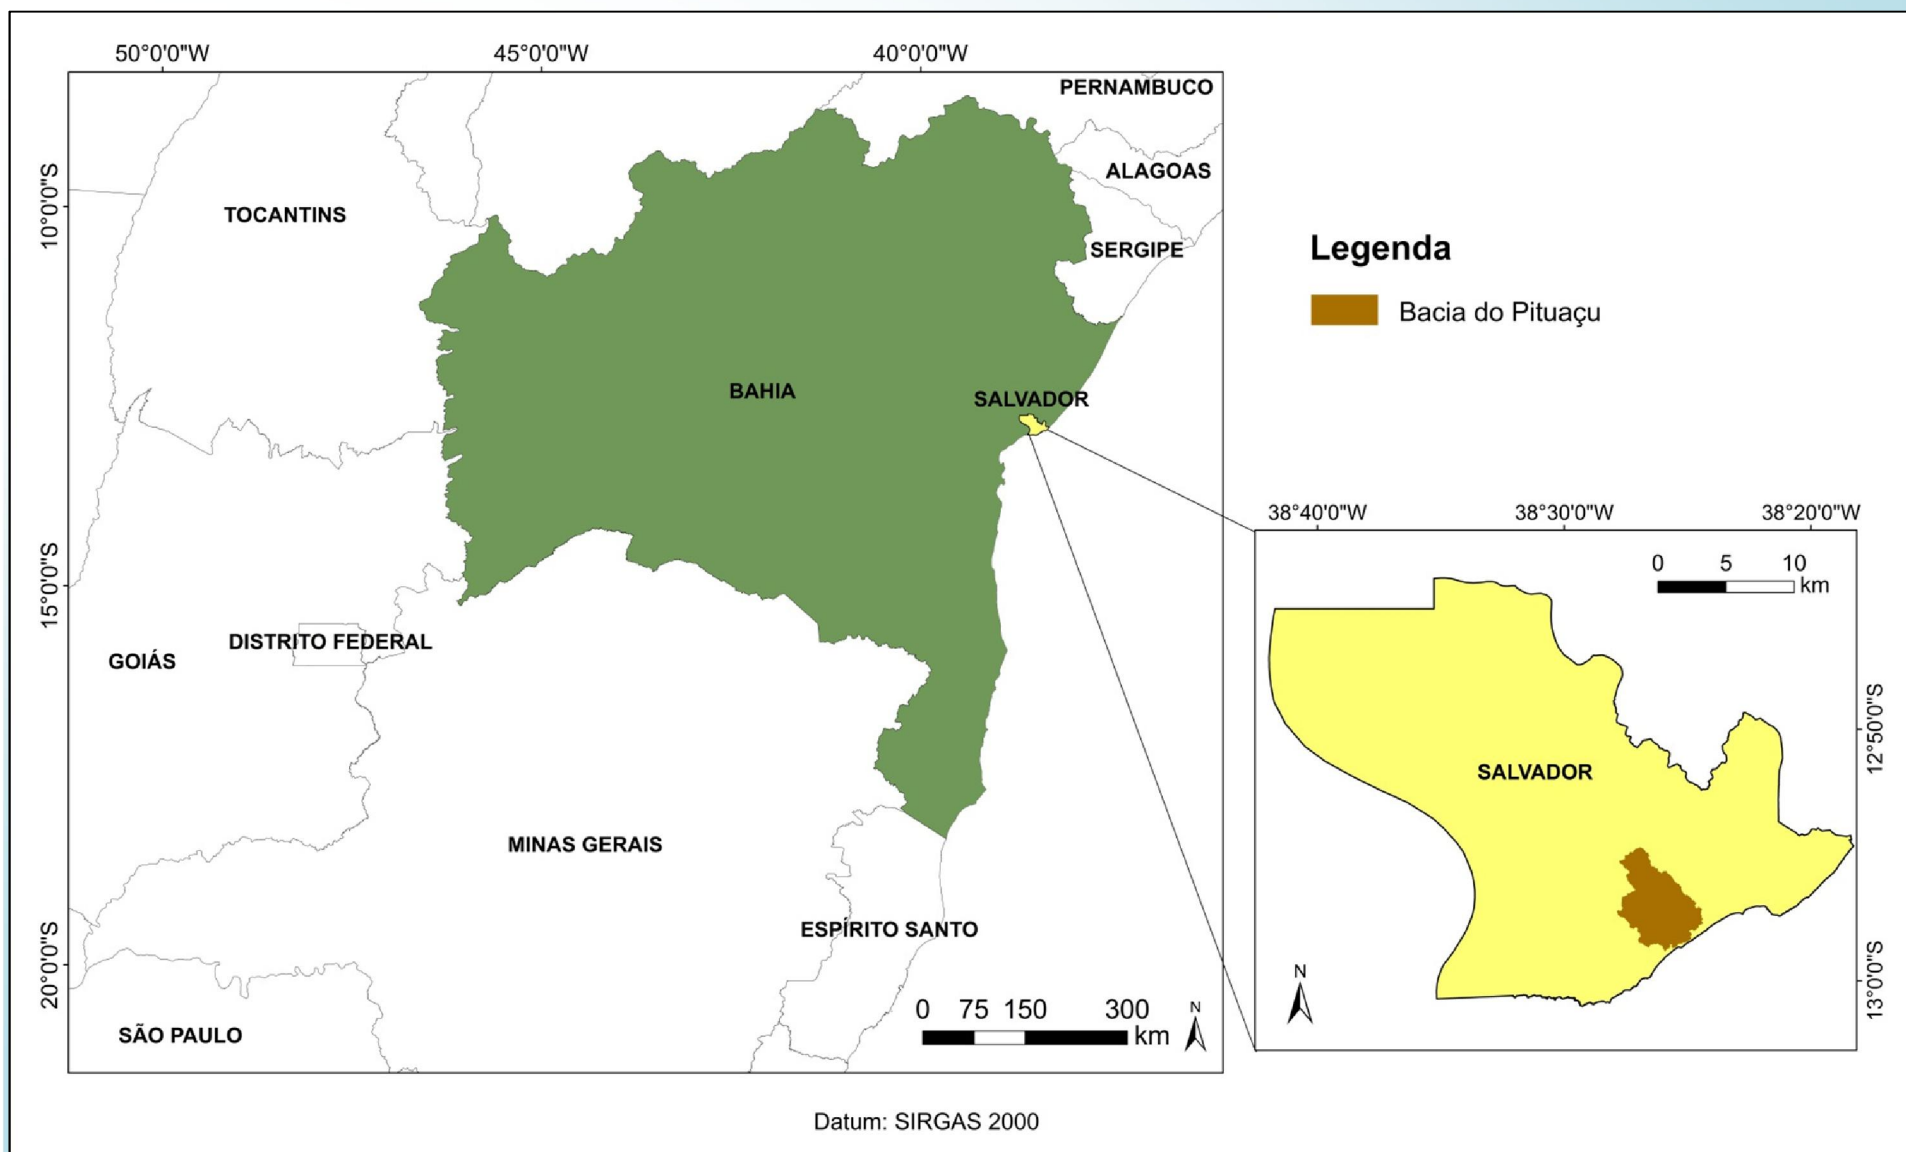 50°0'0"W 45°0'0"W 40°0'0"W
10°0'0"S
15°0'0"S
20°0'0"S
PERNAMBUCO
ALAGOAS
TOCANTINS
SERGIPE
BAHIA
SALVADOR
DISTRITO FEDERAL
GOIÁS
MINAS GERAIS
ESPÍRITO SANTO
SÃO PAULO
0 75 150 300
km
N
Legenda
Bacia do Pituaçu
38°40'0"W 38°30'0"W 38°20'0"W
0 5 10
km
12°50'0"S
SALVADOR
13°0'0"S
N
Datum: SIRGAS 2000